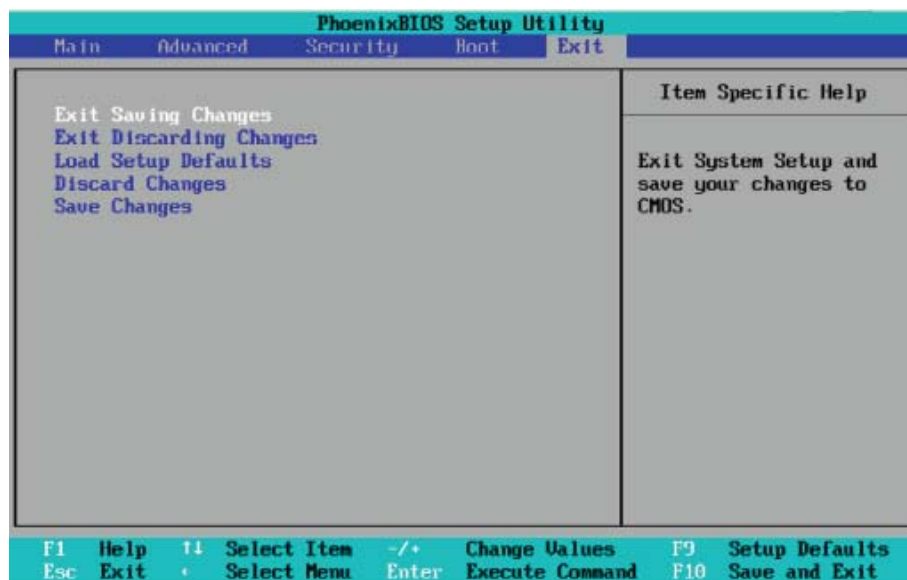 PhoenixBIOS Setup Utility
Main Advanced Security Boot Exit
Item Specific Help
Exit Saving Changes
Exit Discarding Changes
Load Setup Defaults
Discard Changes
Save Changes
Exit System Setup and
save your changes to
CMOS.
F1 Help ↑↓ Select Item -/+ Change Values F9 Setup Defaults
Esc Exit Select Menu Enter Execute Command F10 Save and Exit